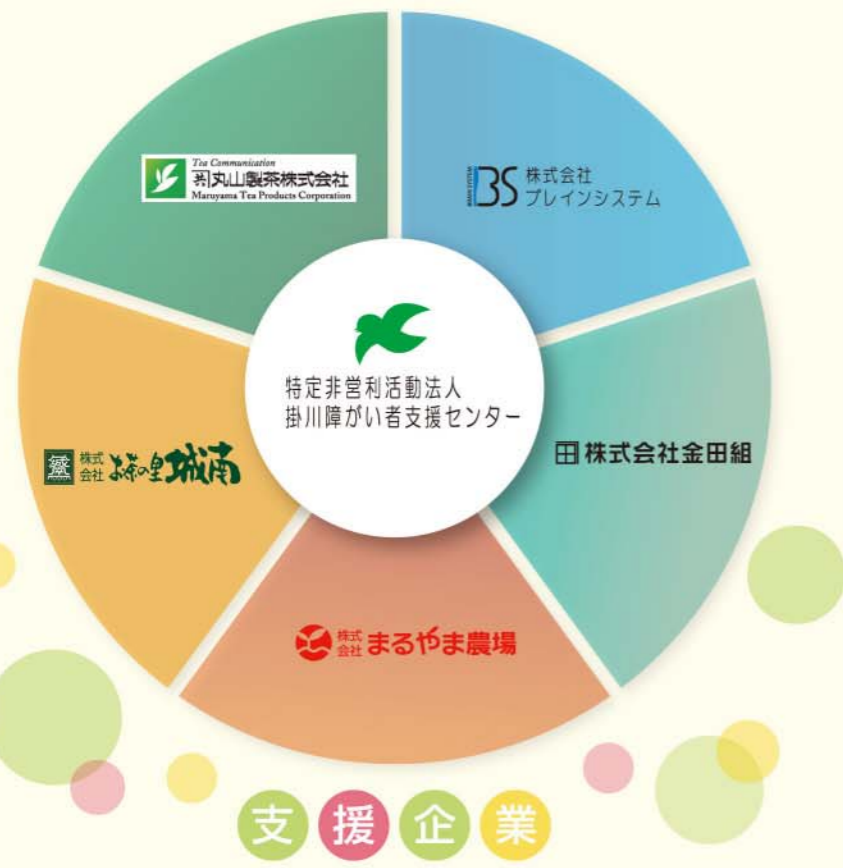 Tea Communication
丸山製茶株式会社
Maruyama Tea Products Corporation
BRAIN SYSTEM
BS
株式会社
ブレインシステム
特定非営利活動法人
掛川障がい者支援センター
株式会社
お茶の里城南
株式会社金田組
株式会社
まるやま農場
支援企業